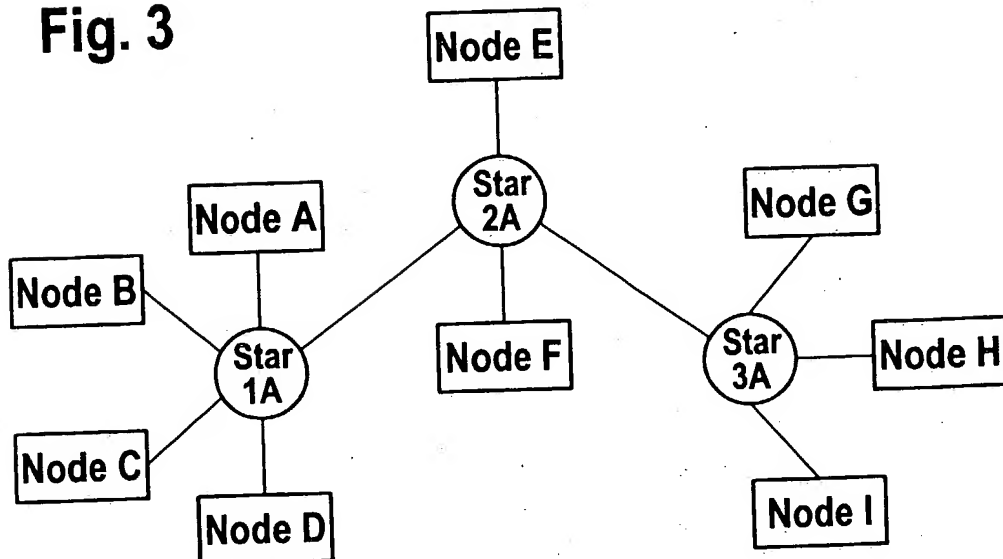 Fig. 3
Node E
Star
2A
Node A
Node G
Node B
Node F
Star
1A
Star
3A
Node H
Node C
Node D
Node I